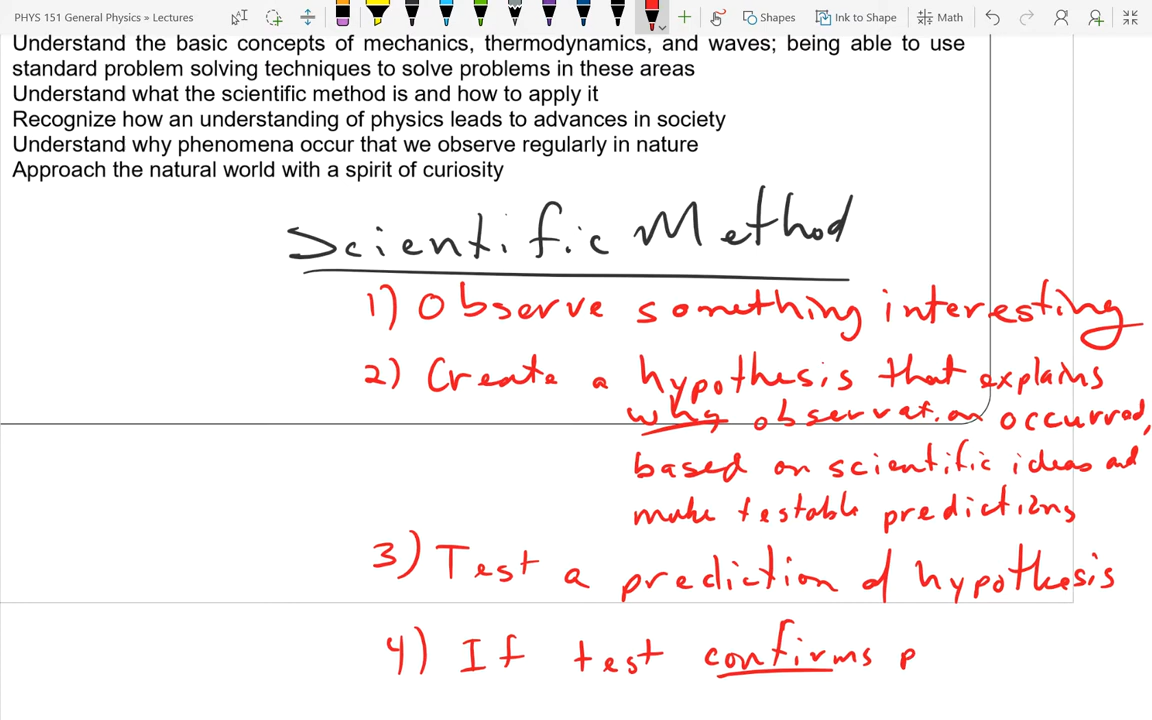 PHYS 151 General Physics » Lectures
Shapes
Ink to Shape
Math
Understand the basic concepts of mechanics, thermodynamics, and waves; being able to use
standard problem solving techniques to solve problems in these areas
Understand what the scientific method is and how to apply it
Recognize how an understanding of physics leads to advances in society
Understand why phenomena occur that we observe regularly in nature
Approach the natural world with a spirit of curiosity
Scientific Method
1) Observe something interesting
2) Create a hypothesis that explains
why observation occurred,
based on scientific ideas and
make testable predictions
3) Test a prediction of hypothesis
4) If test confirms p